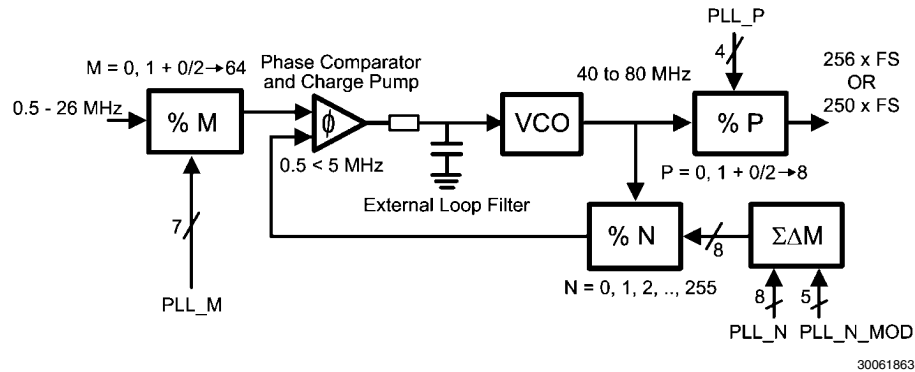 PLL_P
Phase Comparator
and Charge Pump
M = 0, 1 + 0/2→64
4
256 x FS
OR
250 x FS
40 to 80 MHz
0.5 - 26 MHz
% M
ϕ
VCO
% P
0.5 < 5 MHz
P = 0, 1 + 0/2→8
External Loop Filter
7
% N
8
ΣΔM
N = 0, 1, 2, .., 255
8
5
PLL_M
PLL_N
PLL_N_MOD
30061863